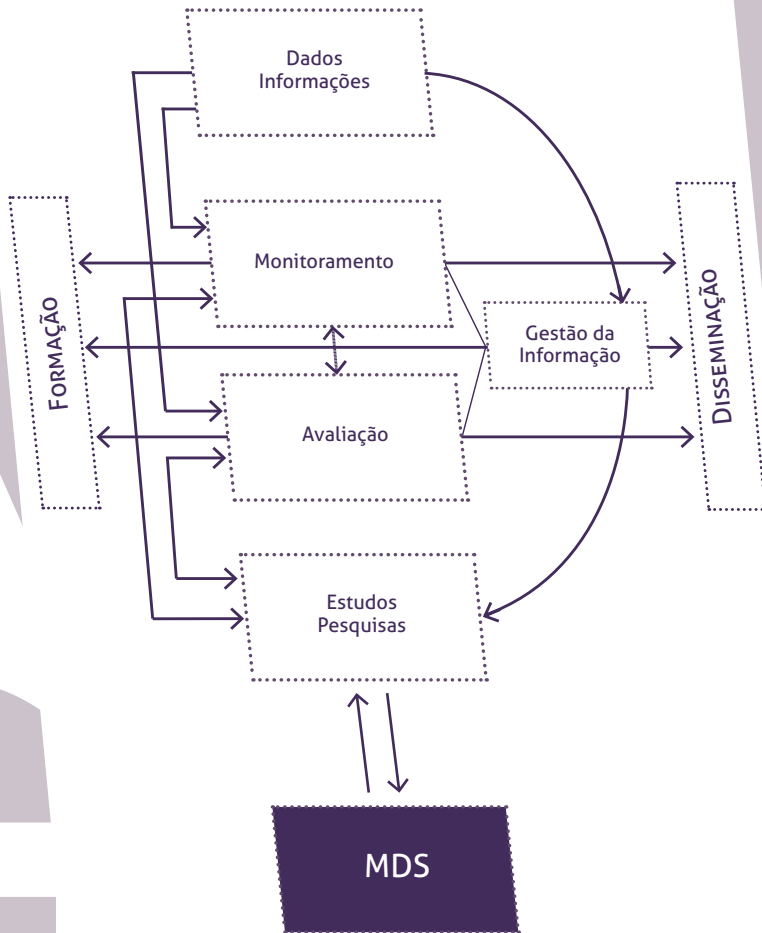 Dados
Informações
Monitoramento
Formação
Gestão da
Informação
Disseminação
Avaliação
Estudos
Pesquisas
MDS